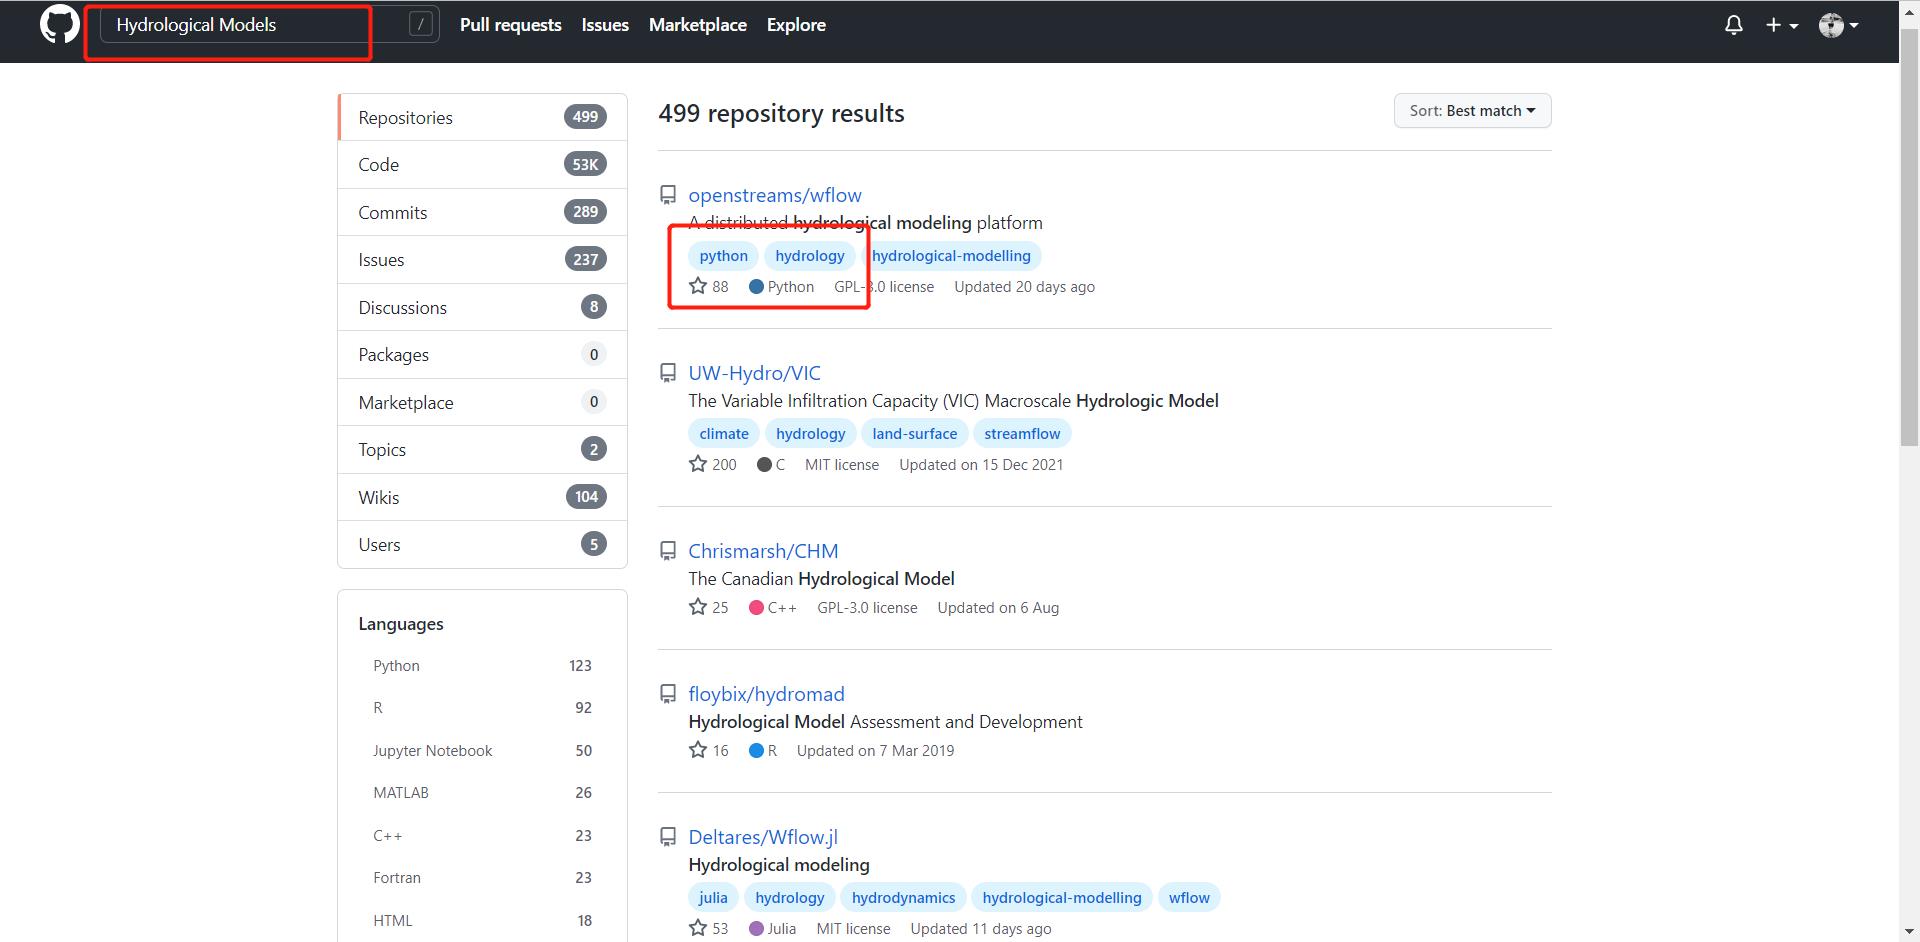 Hydrological Models / Pull requests Issues Marketplace Explore
Repositories 499
Code 53K
Commits 289
Issues 237
Discussions 8
Packages 0
Marketplace 0
Topics 2
Wikis 104
Users 5
Languages
Python 123
R 92
Jupyter Notebook 50
MATLAB 26
C++ 23
Fortran 23
HTML 18
499 repository results
Sort: Best match
openstreams/wflow
A distributed hydrological modeling platform
python hydrology hydrological-modelling
88 Python GPL-3.0 license Updated 20 days ago
UW-Hydro/VIC
The Variable Infiltration Capacity (VIC) Macroscale Hydrologic Model
climate hydrology land-surface streamflow
200 C MIT license Updated on 15 Dec 2021
Chrismarsh/CHM
The Canadian Hydrological Model
25 C++ GPL-3.0 license Updated on 6 Aug
floybix/hydromad
Hydrological Model Assessment and Development
16 R Updated on 7 Mar 2019
Deltares/Wflow.jl
Hydrological modeling
julia hydrology hydrodynamics hydrological-modelling wflow
53 Julia MIT license Updated 11 days ago